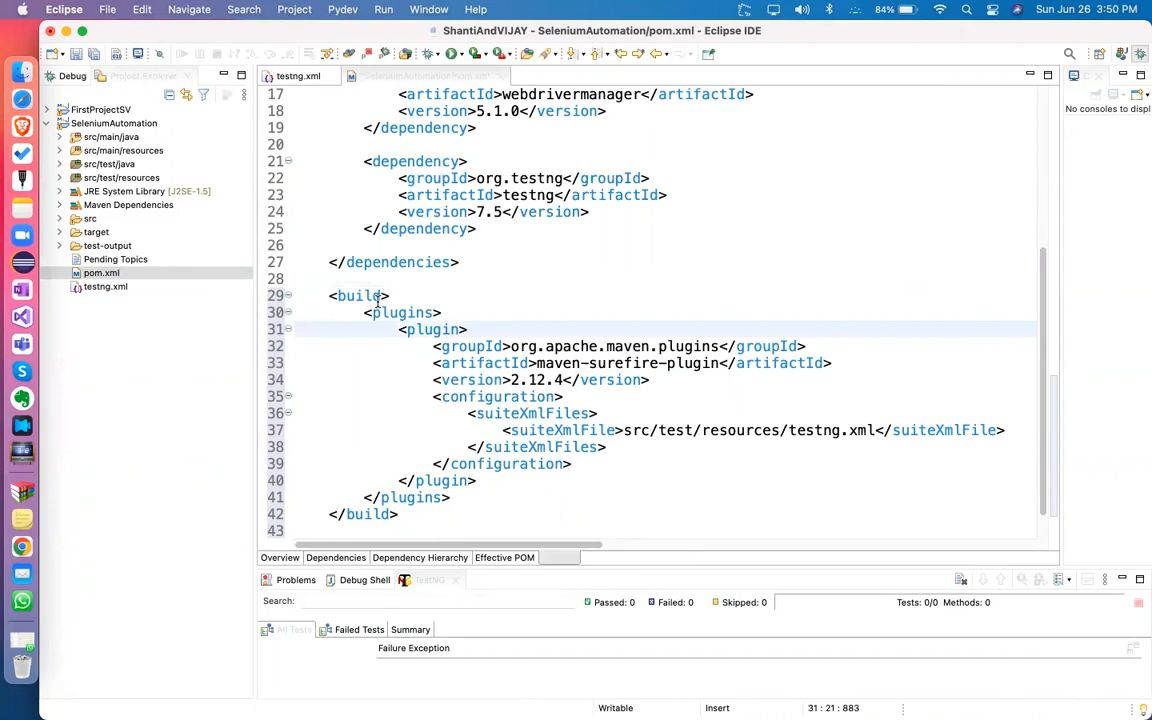 Eclipse File Edit Navigate Search Project Pydev Run Window Help 84% Sun Jun 26 3:50 PM
ShantiAndVIJAY - SeleniumAutomation/pom.xml - Eclipse IDE
Debug Project Explorer testng.xml SeleniumAutomation/pom.xml C
No consoles to displ
FirstProjectSV
SeleniumAutomation
src/main/java
src/main/resources
src/test/java
src/test/resources
JRE System Library [J2SE-1.5]
Maven Dependencies
src
target
test-output
Pending Topics
pom.xml
testng.xml
17 <artifactId>webdrivermanager</artifactId>
18 <version>5.1.0</version>
19 </dependency>
20
21 <dependency>
22 <groupId>org.testng</groupId>
23 <artifactId>testng</artifactId>
24 <version>7.5</version>
25 </dependency>
26
27 </dependencies>
28
29 <build>
30 <plugins>
31 <plugin>
32 <groupId>org.apache.maven.plugins</groupId>
33 <artifactId>maven-surefire-plugin</artifactId>
34 <version>2.12.4</version>
35 <configuration>
36 <suiteXmlFiles>
37 <suiteXmlFile>src/test/resources/testng.xml</suiteXmlFile>
38 </suiteXmlFiles>
39 </configuration>
40 </plugin>
41 </plugins>
42 </build>
43
Overview Dependencies Dependency Hierarchy Effective POM
Problems Debug Shell TestNG
Search: Passed: 0 Failed: 0 Skipped: 0 Tests: 0/0 Methods: 0
All Tests Failed Tests Summary
Failure Exception
Writable Insert 31 : 21 : 883